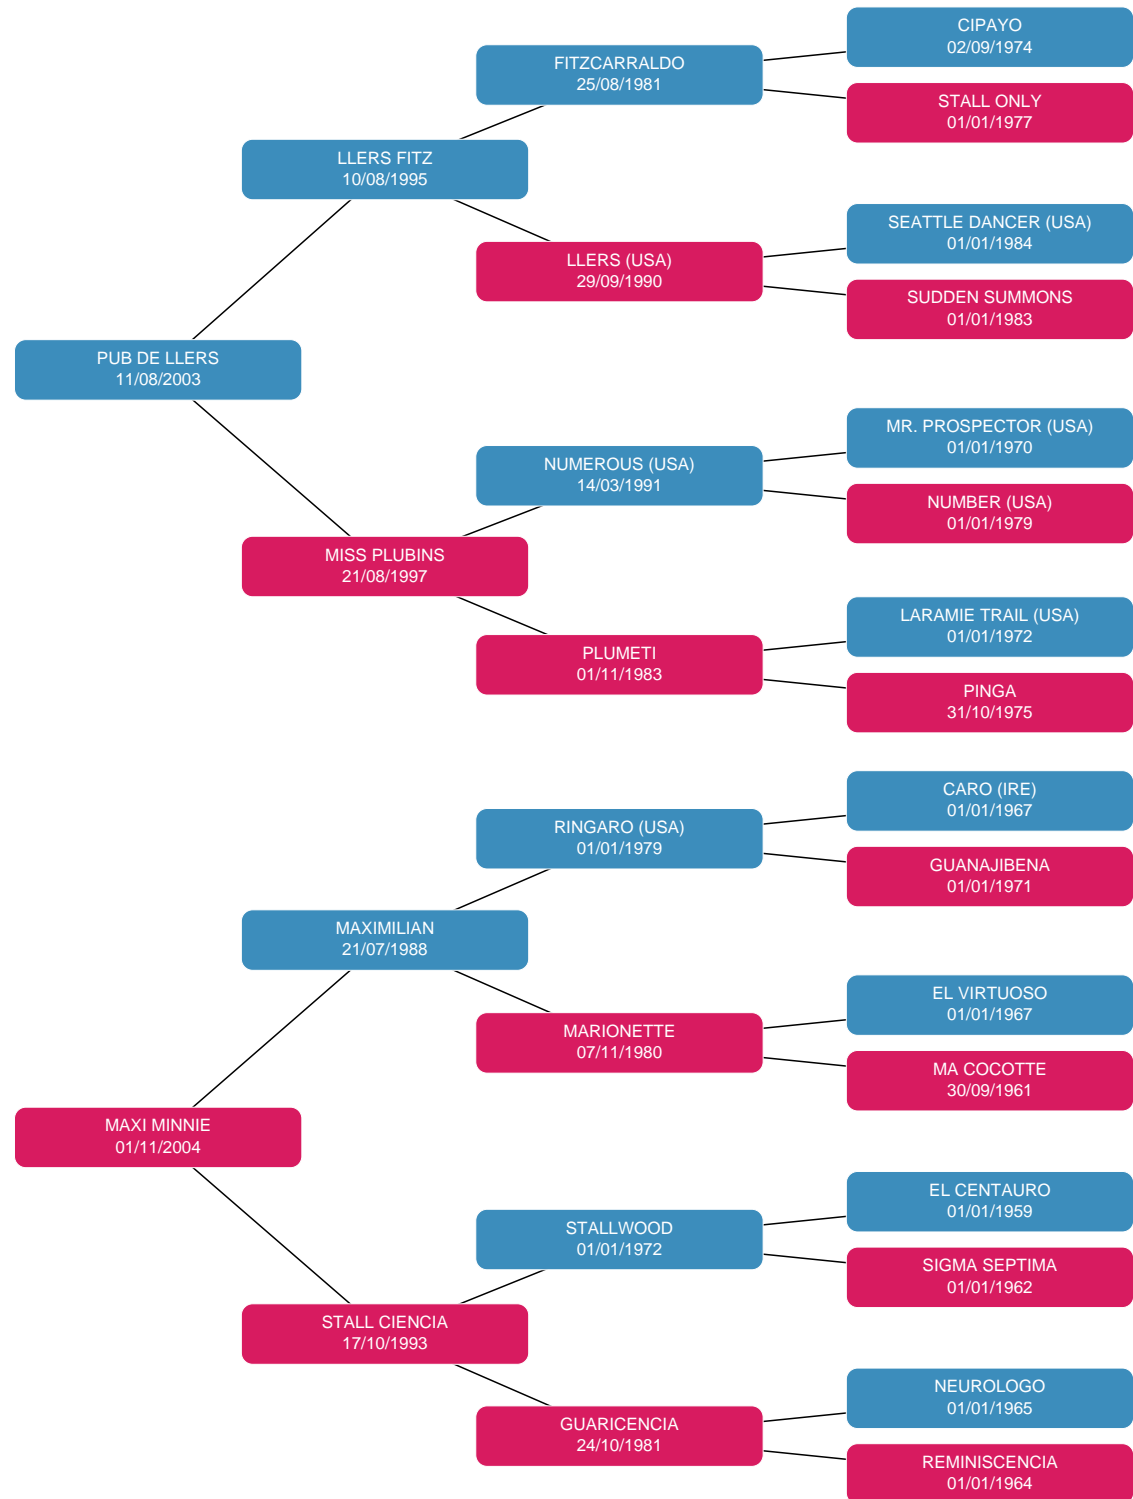 CIPAYO
02/09/1974
FITZCARRALDO
25/08/1981
STALL ONLY
01/01/1977
LLERS FITZ
10/08/1995
SEATTLE DANCER (USA)
01/01/1984
LLERS (USA)
29/09/1990
SUDDEN SUMMONS
01/01/1983
PUB DE LLERS
11/08/2003
MR. PROSPECTOR (USA)
01/01/1970
NUMEROUS (USA)
14/03/1991
NUMBER (USA)
01/01/1979
MISS PLUBINS
21/08/1997
LARAMIE TRAIL (USA)
01/01/1972
PLUMETI
01/11/1983
PINGA
31/10/1975
CARO (IRE)
01/01/1967
RINGARO (USA)
01/01/1979
GUANAJIBENA
01/01/1971
MAXIMILIAN
21/07/1988
EL VIRTUOSO
01/01/1967
MARIONETTE
07/11/1980
MA COCOTTE
30/09/1961
MAXI MINNIE
01/11/2004
EL CENTAURO
01/01/1959
STALLWOOD
01/01/1972
SIGMA SEPTIMA
01/01/1962
STALL CIENCIA
17/10/1993
NEUROLOGO
01/01/1965
GUARICENCIA
24/10/1981
REMINISCENCIA
01/01/1964